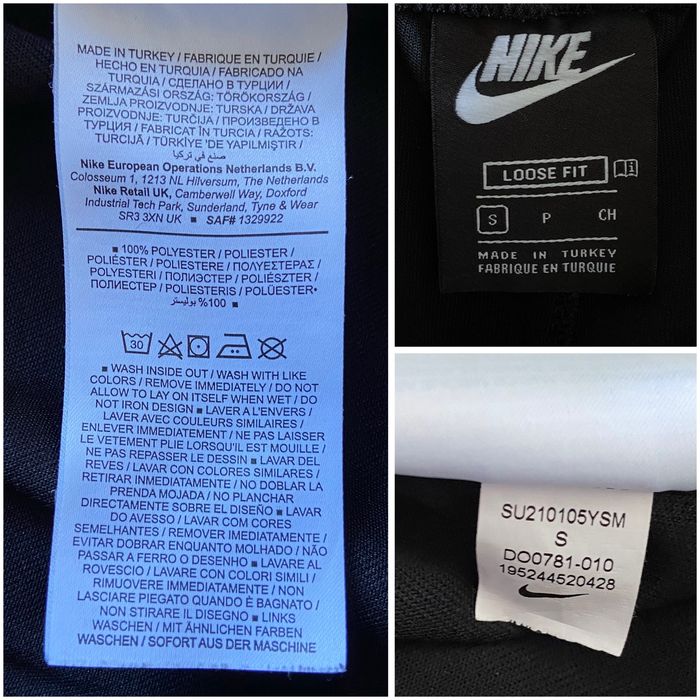 MADE IN TURKEY / FABRIQUE EN TURQUIE /
HECHO EN TURQUIA / FABRICADO NA
TURQUIA / СДЕЛАНО В ТУРЦИИ /
SZÁRMAZÁSI ORSZÁG: TÖRÖKORSZÁG /
ZEMLJA PROIZVODNJE: TURSKA / DRŽAVA
PROIZVODNJE: TURČIJA / ПРОИЗВЕДЕНО В
ТУРЦИЯ / FABRICAT ÎN TURCIA / RAŽOTS:
TURCIJĀ / TÜRKİYE 'DE YAPILMIŞTIR /
صنع في تركيا
Nike European Operations Netherlands B.V.
Colosseum 1, 1213 NL Hilversum, The Netherlands
Nike Retail UK, Camberwell Way, Doxford
Industrial Tech Park, Sunderland, Tyne & Wear
SR3 3XN UK ▪ SAF# 1329922
▪ 100% POLYESTER / POLIESTER /
POLIÉSTER / POLIESTERE / ΠΟΛΥΕΣΤΕΡΑΣ /
POLYESTERI / ПОЛИЭСТЕР / POLIÉSZTER /
ПОЛИЕСТЕР / POLIESTERIS / POLÜESTER▪
%100 بوليستر ▪
30
▪ WASH INSIDE OUT / WASH WITH LIKE
COLORS / REMOVE IMMEDIATELY / DO NOT
ALLOW TO LAY ON ITSELF WHEN WET / DO
NOT IRON DESIGN ▪ LAVER A L'ENVERS /
LAVER AVEC COULEURS SIMILAIRES /
ENLEVER IMMEDIATEMENT / NE PAS LAISSER
LE VETEMENT PLIE LORSQU'IL EST MOUILLE /
NE PAS REPASSER LE DESSIN ▪ LAVAR DEL
REVES / LAVAR CON COLORES SIMILARES /
RETIRAR INMEDIATAMENTE / NO DOBLAR LA
PRENDA MOJADA / NO PLANCHAR
DIRECTAMENTE SOBRE EL DISEÑO ▪ LAVAR
DO AVESSO / LAVAR COM CORES
SEMELHANTES / REMOVER IMEDIATAMENTE /
EVITAR DOBRAR ENQUANTO MOLHADO / NÃO
PASSAR A FERRO O DESENHO ▪ LAVARE AL
ROVESCIO / LAVARE CON COLORI SIMILI /
RIMUOVERE IMMEDIATAMENTE / NON
LASCIARE PIEGATO QUANDO È BAGNATO /
NON STIRARE IL DISEGNO ▪ LINKS
WASCHEN / MIT ÄHNLICHEN FARBEN
WASCHEN / SOFORT AUS DER MASCHINE
NIKE
LOOSE FIT
S P CH
MADE IN TURKEY
FABRIQUÉ EN TURQUIE
SU210105YSM
S
DO0781-010
195244520428